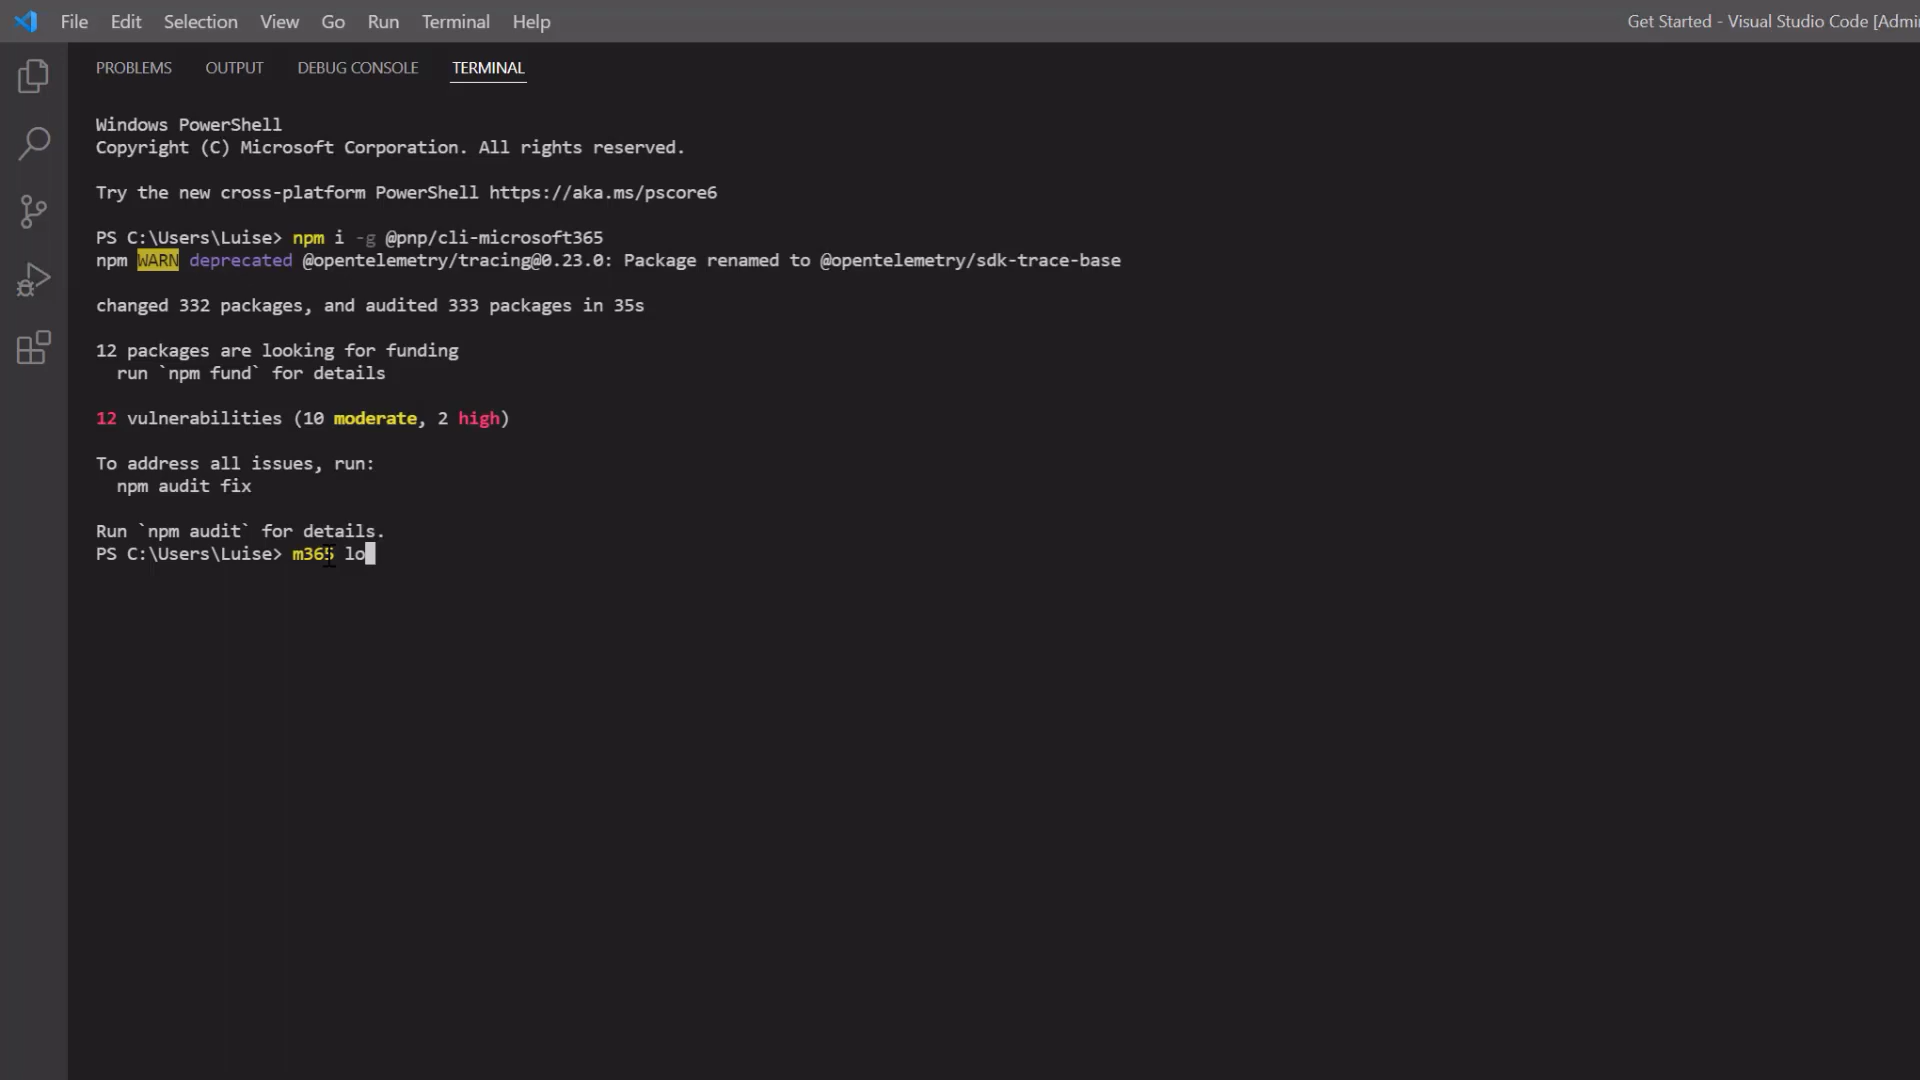 File Edit Selection View Go Run Terminal Help
Get Started - Visual Studio Code [Admi
PROBLEMS OUTPUT DEBUG CONSOLE TERMINAL
Windows PowerShell
Copyright (C) Microsoft Corporation. All rights reserved.
Try the new cross-platform PowerShell https://aka.ms/pscore6
PS C:\Users\Luise> npm i -g @pnp/cli-microsoft365
npm WARN deprecated @opentelemetry/tracing@0.23.0: Package renamed to @opentelemetry/sdk-trace-base
changed 332 packages, and audited 333 packages in 35s
12 packages are looking for funding
  run `npm fund` for details
12 vulnerabilities (10 moderate, 2 high)
To address all issues, run:
  npm audit fix
Run `npm audit` for details.
PS C:\Users\Luise> m365 lo